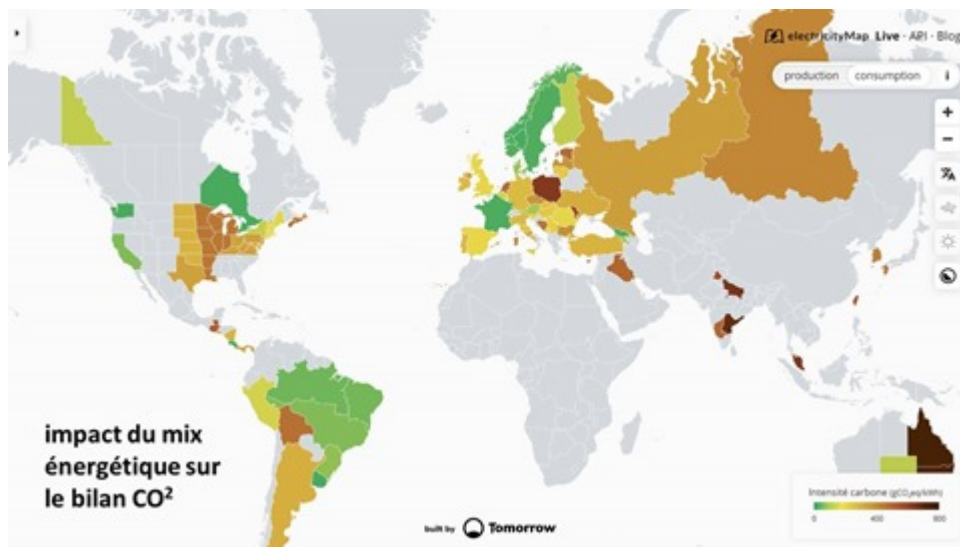 electricityMap Live · API · Blog
production consumption i
+
−
impact du mix
énergétique sur
le bilan CO²
built by Tomorrow
Intensité carbone (gCO₂eq/kWh)
0 400 800